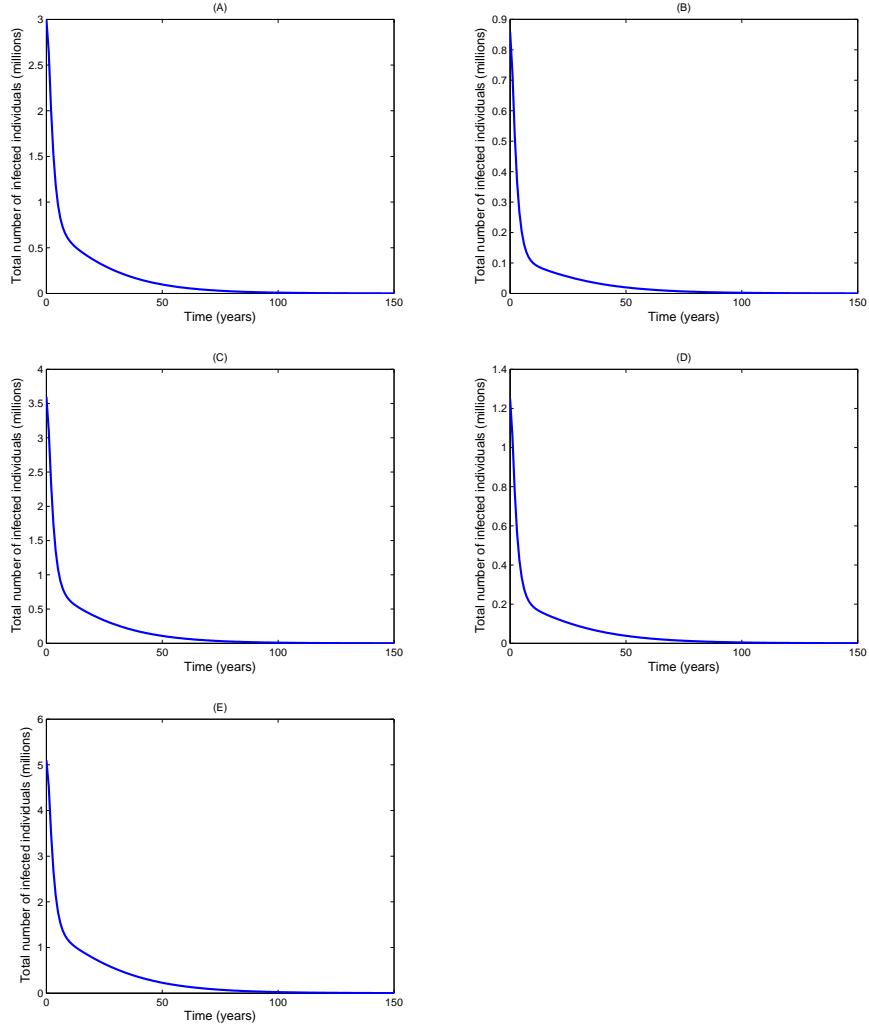 (A)
Total number of infected individuals (millions)
3
2.5
2
1.5
1
0.5
0
0 50 100 150
Time (years)
(B)
Total number of infected individuals (millions)
0.9
0.8
0.7
0.6
0.5
0.4
0.3
0.2
0.1
0
0 50 100 150
Time (years)
(C)
Total number of infected individuals (millions)
4
3.5
3
2.5
2
1.5
1
0.5
0
0 50 100 150
Time (years)
(D)
Total number of infected individuals (millions)
1.4
1.2
1
0.8
0.6
0.4
0.2
0
0 50 100 150
Time (years)
(E)
Total number of infected individuals (millions)
6
5
4
3
2
1
0
0 50 100 150
Time (years)